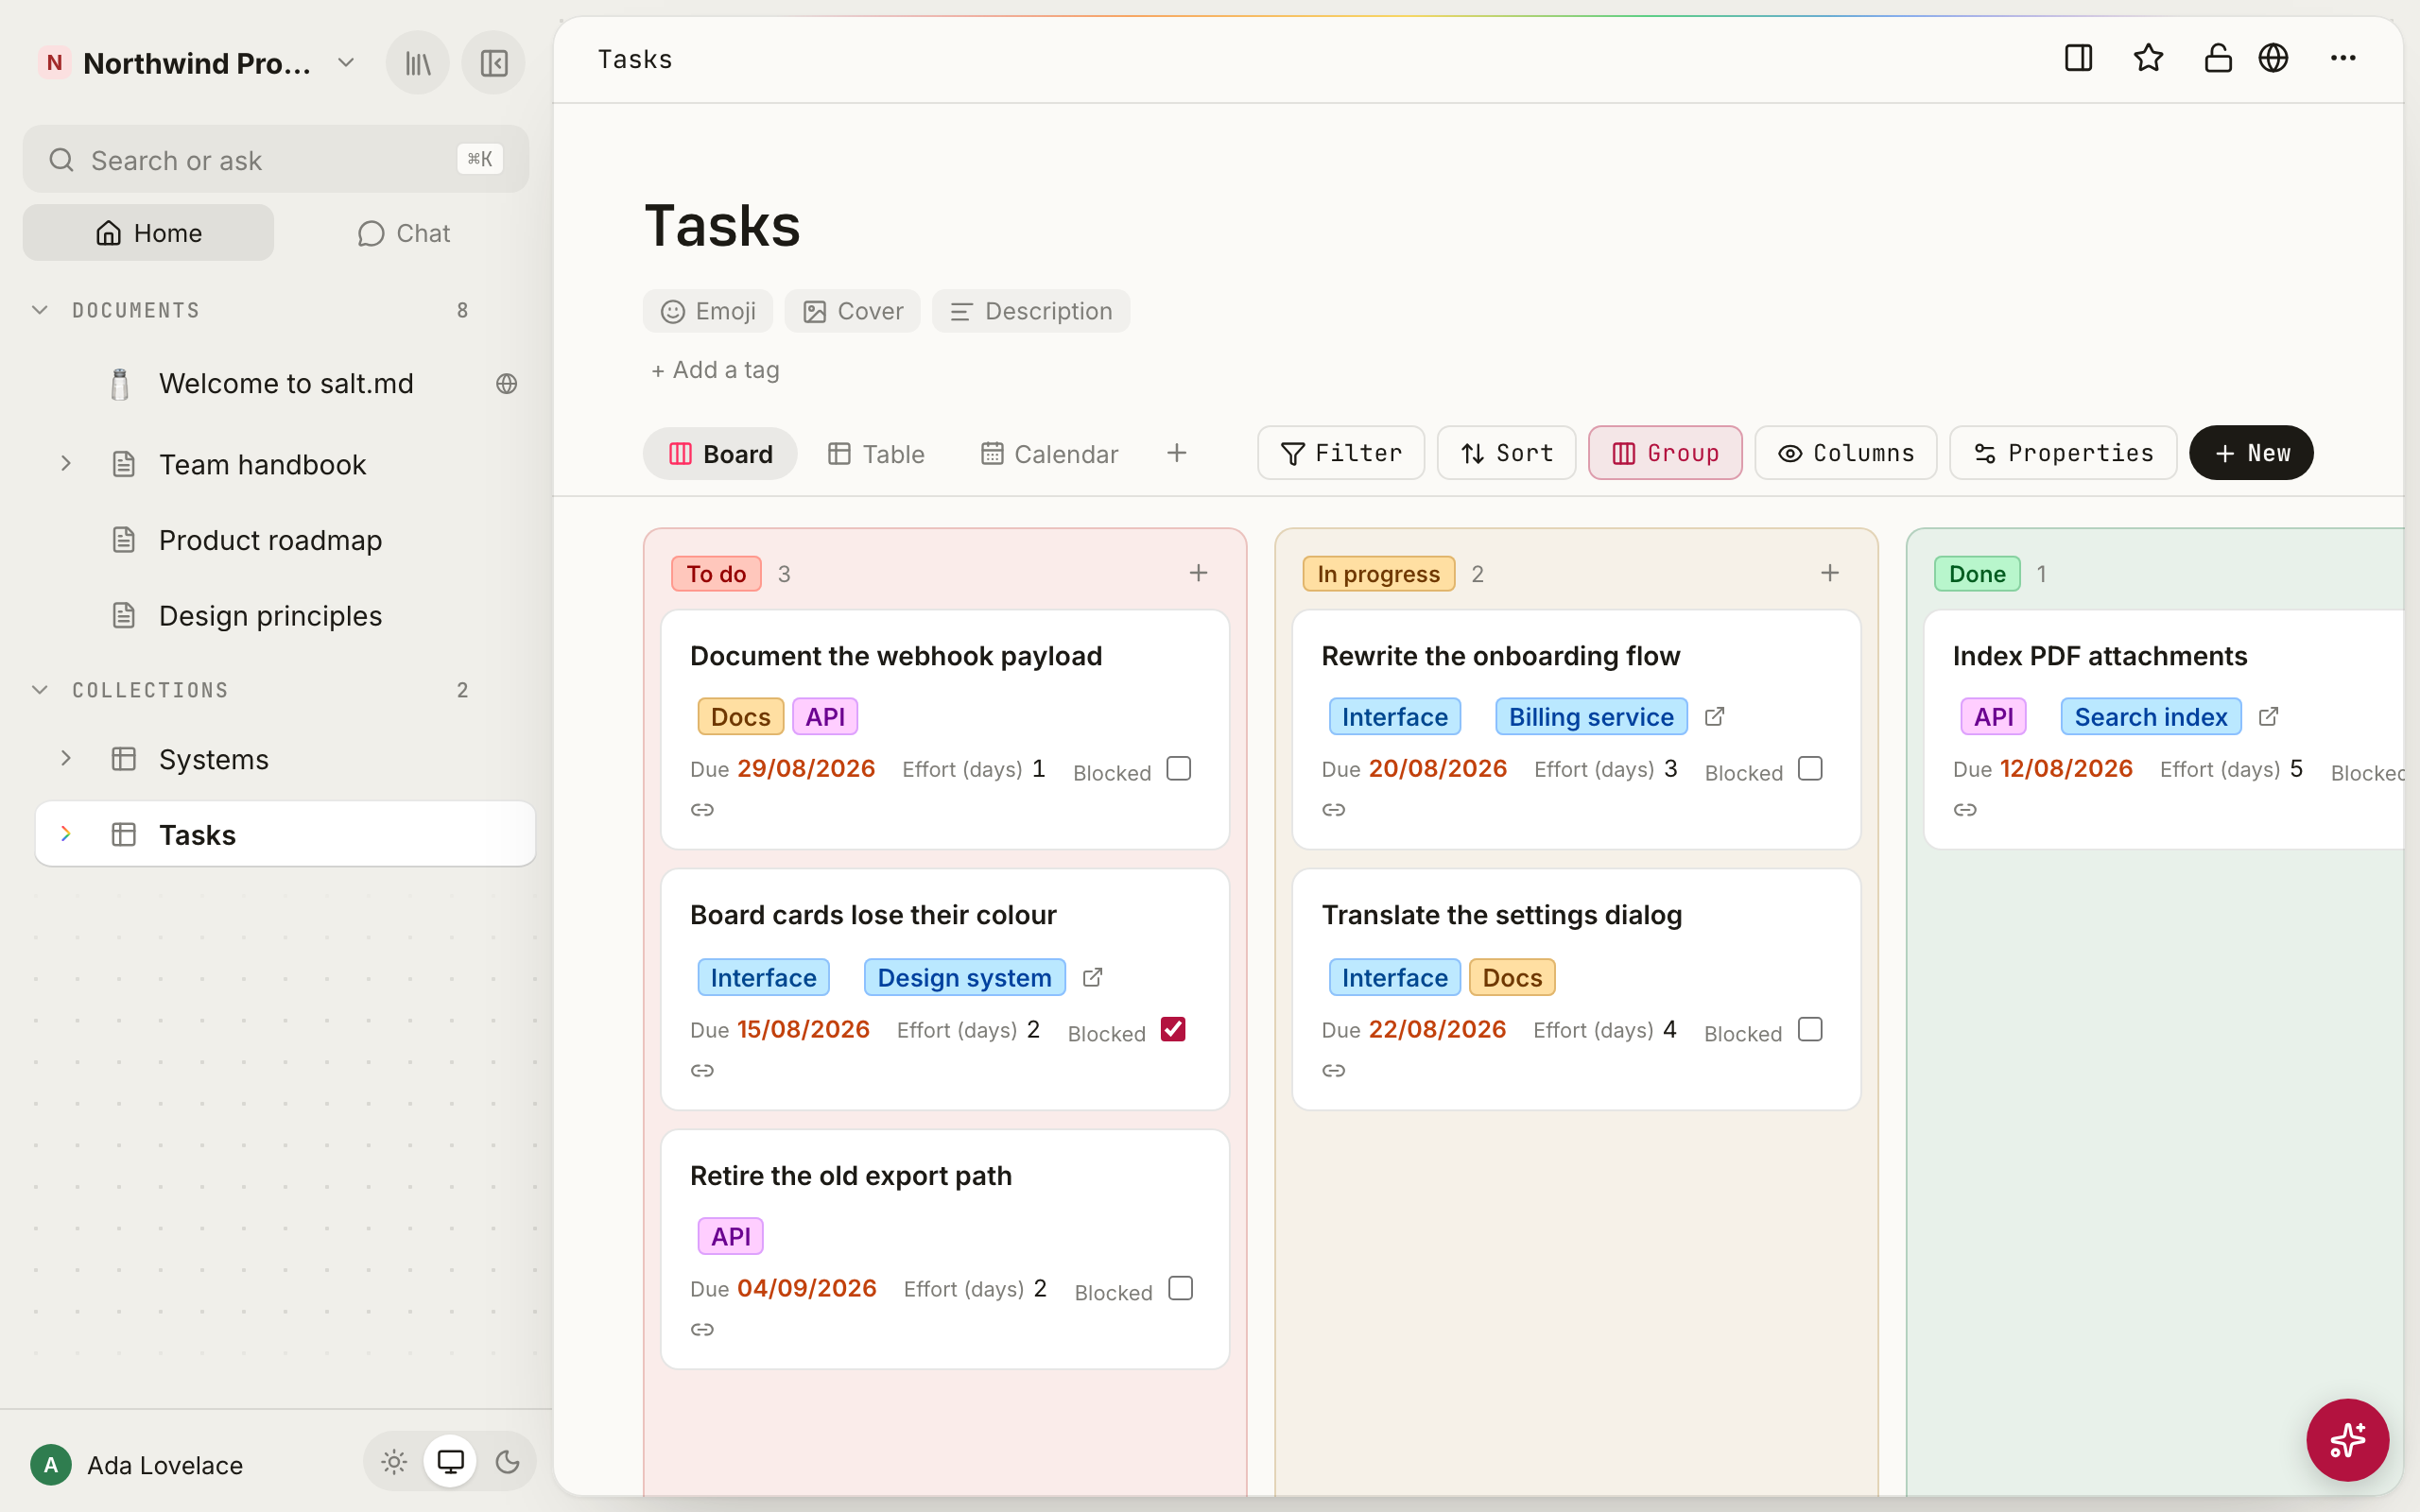 N Northwind Pro...
Search or ask ⌘K
Home Chat
DOCUMENTS 8
Welcome to salt.md
Team handbook
Product roadmap
Design principles
COLLECTIONS 2
Systems
Tasks
A Ada Lovelace
Tasks
Tasks
Emoji Cover Description
+ Add a tag
Board Table Calendar + Filter Sort Group Columns Properties + New
To do 3 +
Document the webhook payload
Docs API
Due 29/08/2026 Effort (days) 1 Blocked
Board cards lose their colour
Interface Design system
Due 15/08/2026 Effort (days) 2 Blocked
Retire the old export path
API
Due 04/09/2026 Effort (days) 2 Blocked
In progress 2 +
Rewrite the onboarding flow
Interface Billing service
Due 20/08/2026 Effort (days) 3 Blocked
Translate the settings dialog
Interface Docs
Due 22/08/2026 Effort (days) 4 Blocked
Done 1
Index PDF attachments
API Search index
Due 12/08/2026 Effort (days) 5 Blocked